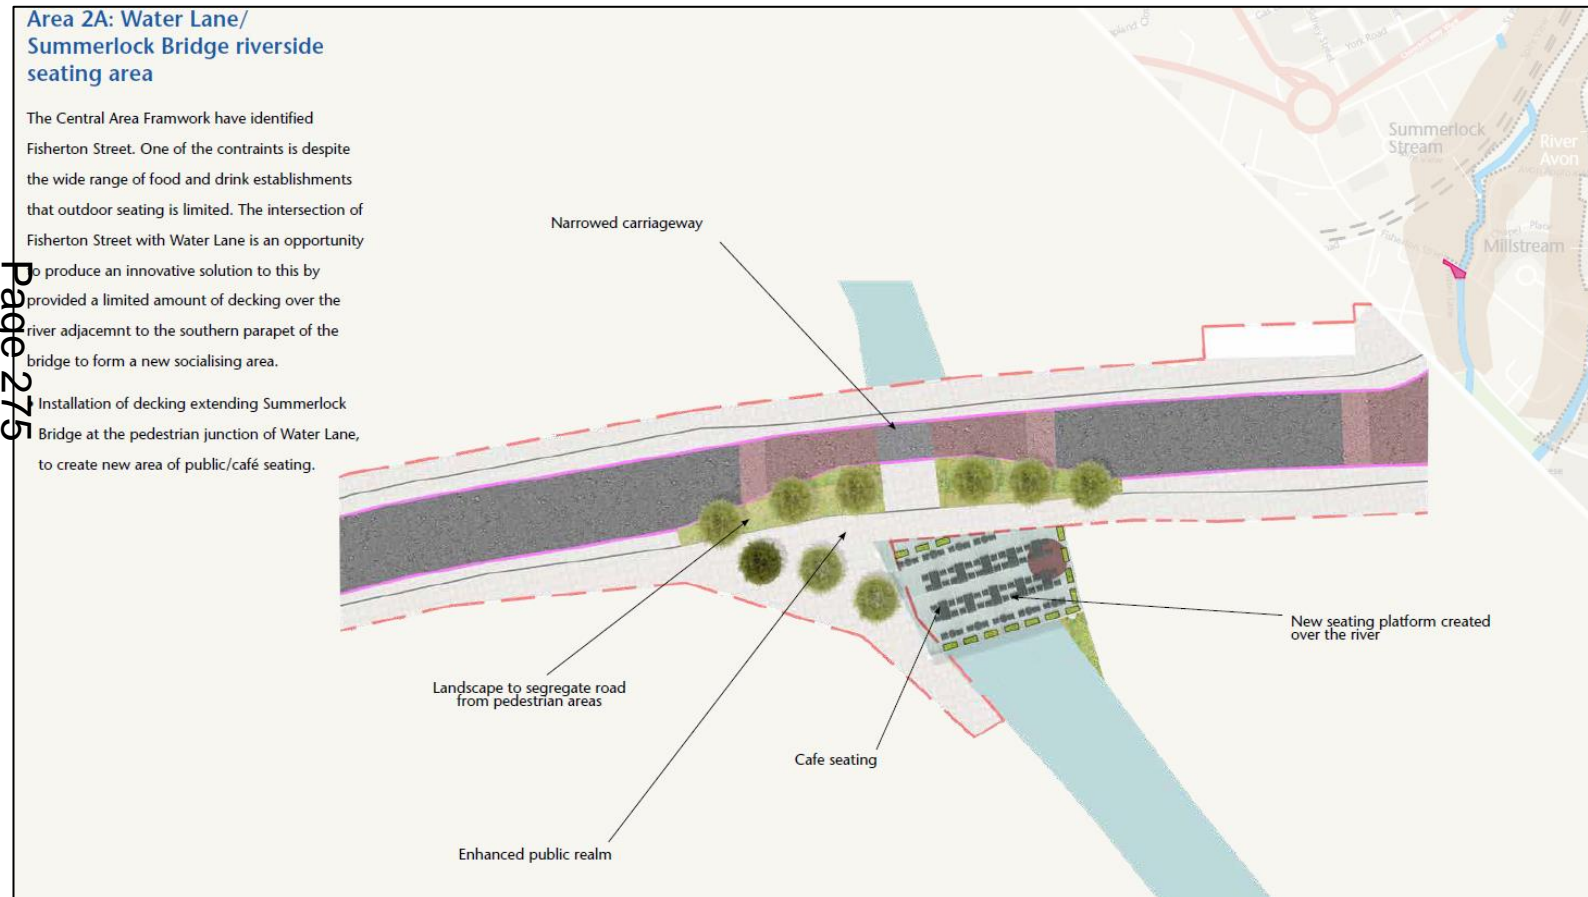 Area 2A: Water Lane/
Summerlock Bridge riverside
seating area
The Central Area Framwork have identified
Fisherton Street. One of the contraints is despite
the wide range of food and drink establishments
that outdoor seating is limited. The intersection of
Fisherton Street with Water Lane is an opportunity
to produce an innovative solution to this by
provided a limited amount of decking over the
river adjacemnt to the southern parapet of the
bridge to form a new socialising area.
Installation of decking extending Summerlock
Bridge at the pedestrian junction of Water Lane,
to create new area of public/café seating.
Page 275
Narrowed carriageway
Landscape to segregate road
from pedestrian areas
Enhanced public realm
Cafe seating
New seating platform created
over the river
York Road
Summerlock
Stream
River
Avon
Millstream
Place
Water Lane